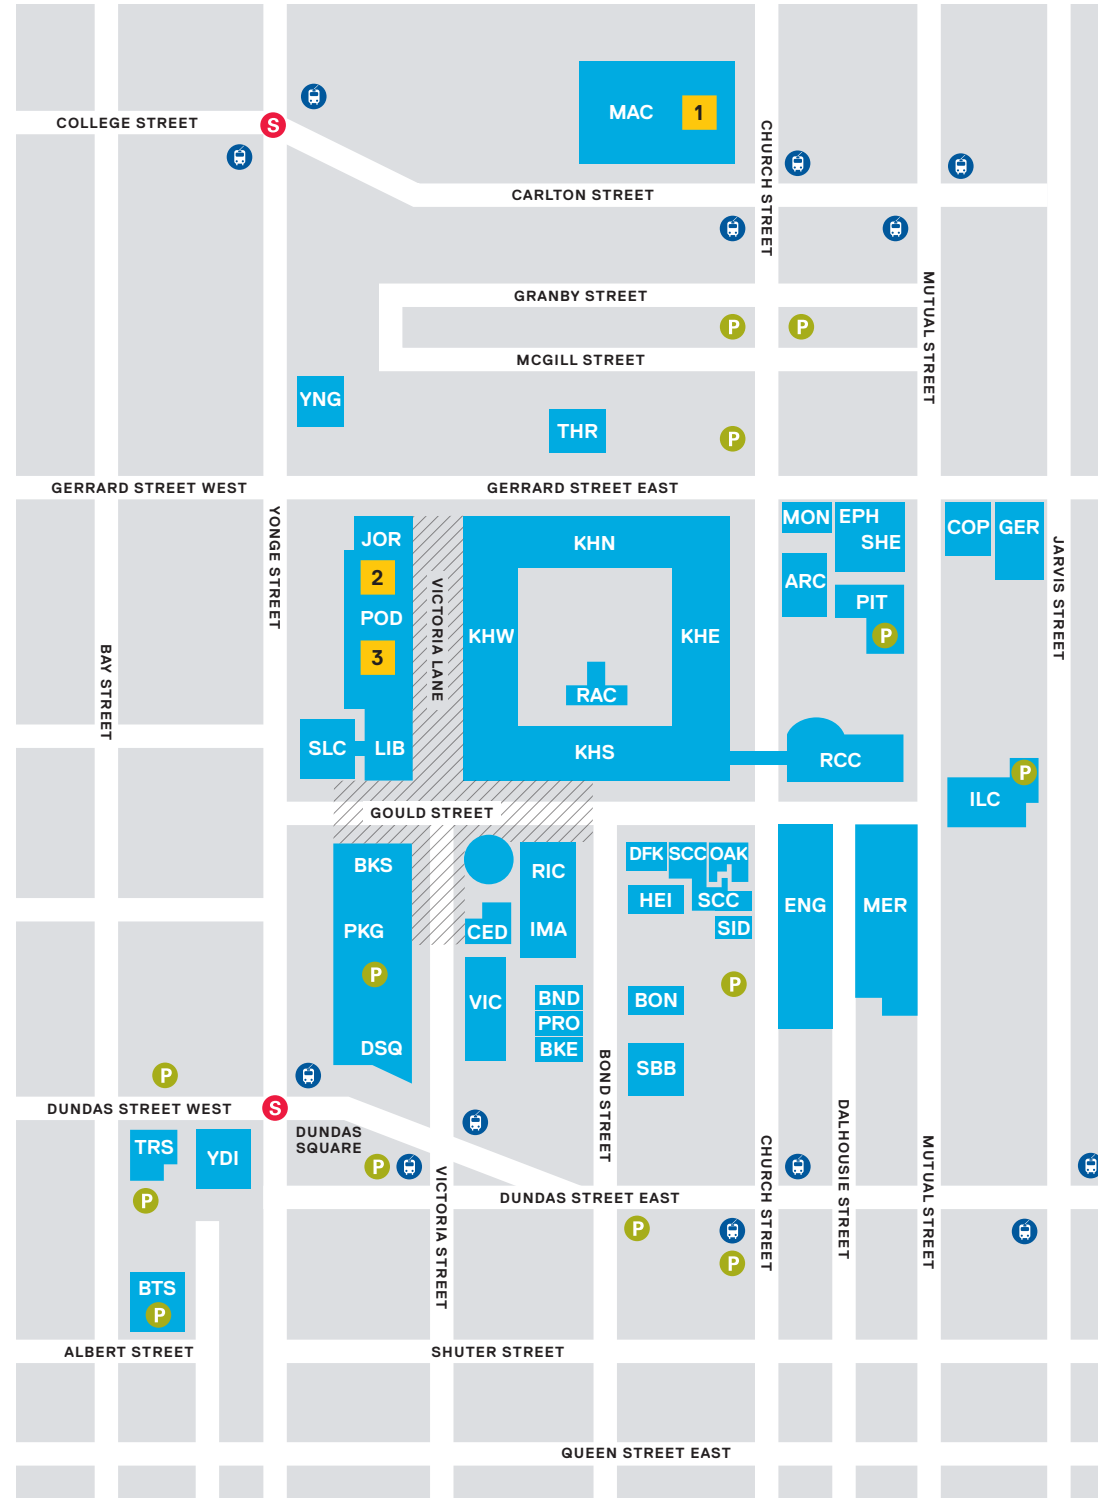 MAC
1
COLLEGE STREET
S
CHURCH STREET
CARLTON STREET
GRANBY STREET
MUTUAL STREET
P
P
MCGILL STREET
YNG
THR
P
GERRARD STREET WEST
GERRARD STREET EAST
YONGE STREET
JOR
2
POD
3
VICTORIA LANE
KHN
KHW
KHE
RAC
KHS
MON
EPH
SHE
ARC
PIT
P
COP
GER
JARVIS STREET
BAY STREET
SLC
LIB
RCC
P
ILC
GOULD STREET
BKS
PKG
P
DSQ
RIC
CED
IMA
VIC
BND
PRO
BKE
DFK
SCC
OAK
HEI
SCC
SID
P
BON
SBB
ENG
MER
BOND STREET
P
DUNDAS STREET WEST
S
DUNDAS
SQUARE
P
TRS
YDI
P
DALHOUSIE STREET
CHURCH STREET
MUTUAL STREET
VICTORIA STREET
DUNDAS STREET EAST
P
P
BTS
P
ALBERT STREET
SHUTER STREET
QUEEN STREET EAST